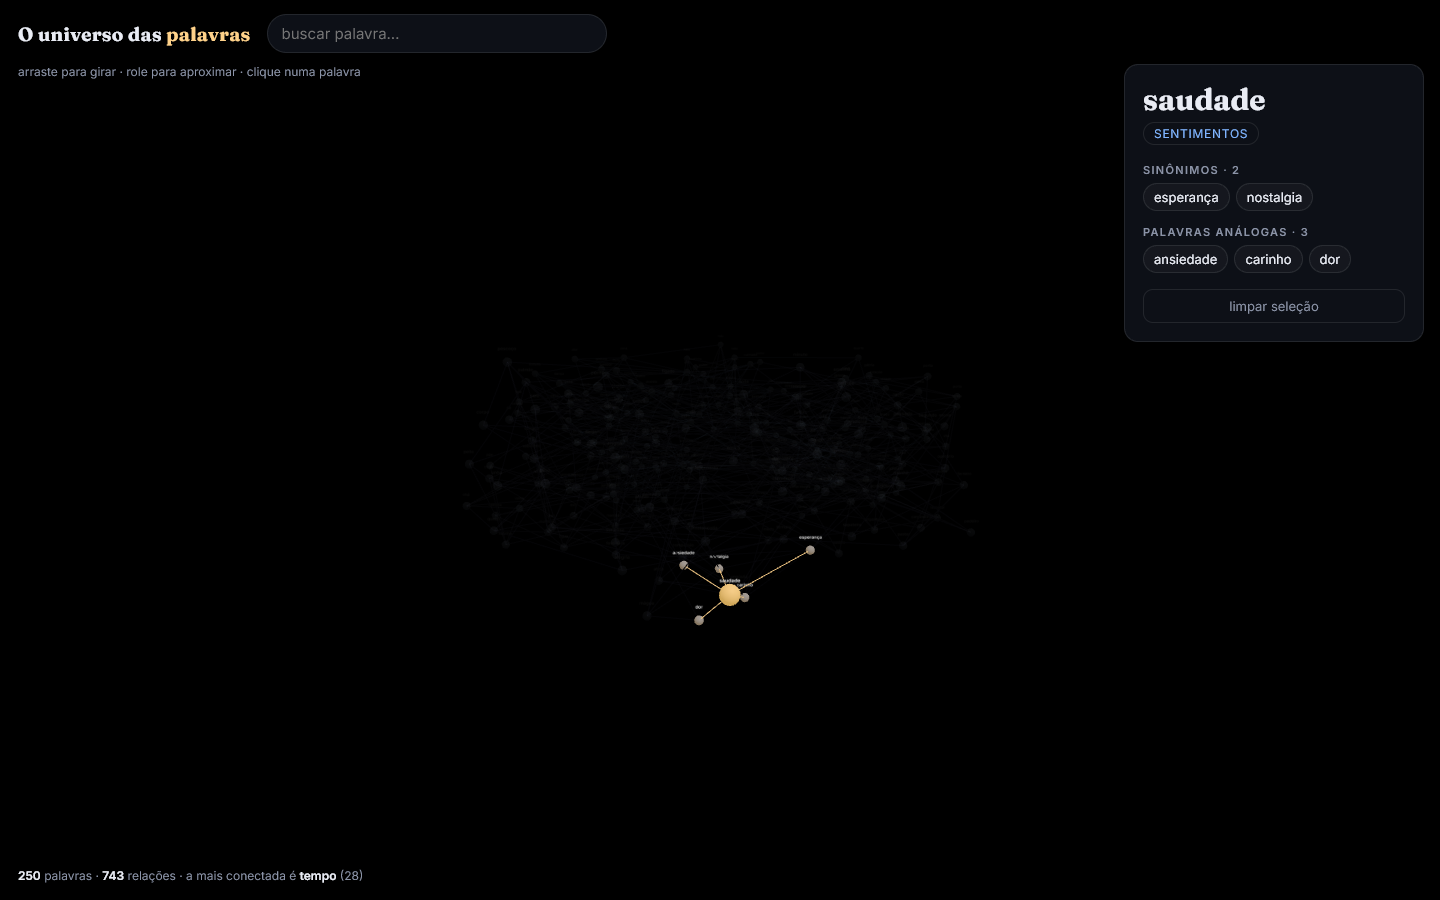 O universo das palavras
buscar palavra...
arraste para girar · role para aproximar · clique numa palavra
saudade
SENTIMENTOS
SINÔNIMOS · 2
esperança
nostalgia
PALAVRAS ANÁLOGAS · 3
ansiedade
carinho
dor
limpar seleção
esperança
saudade
dor
250 palavras · 743 relações · a mais conectada é tempo (28)